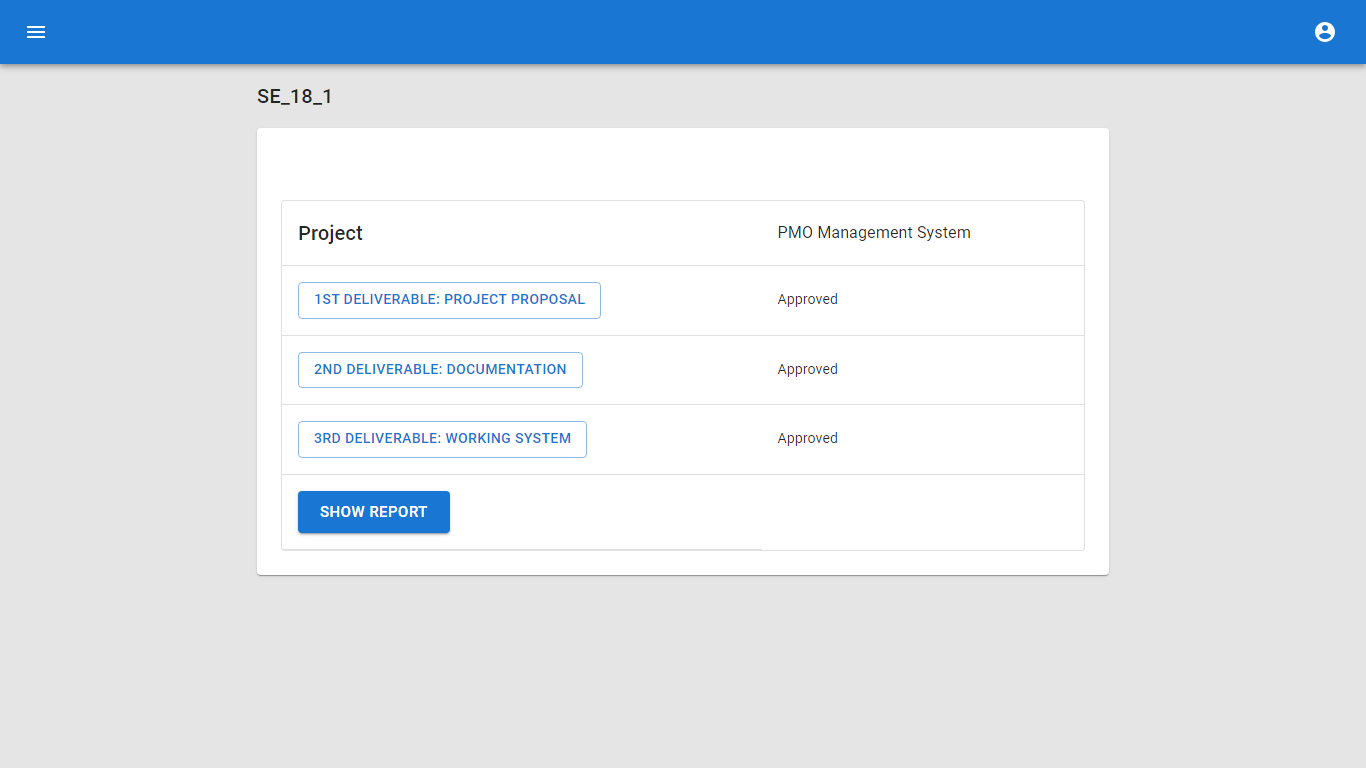 SE_18_1
Project
PMO Management System
1ST DELIVERABLE: PROJECT PROPOSAL
Approved
2ND DELIVERABLE: DOCUMENTATION
Approved
3RD DELIVERABLE: WORKING SYSTEM
Approved
SHOW REPORT